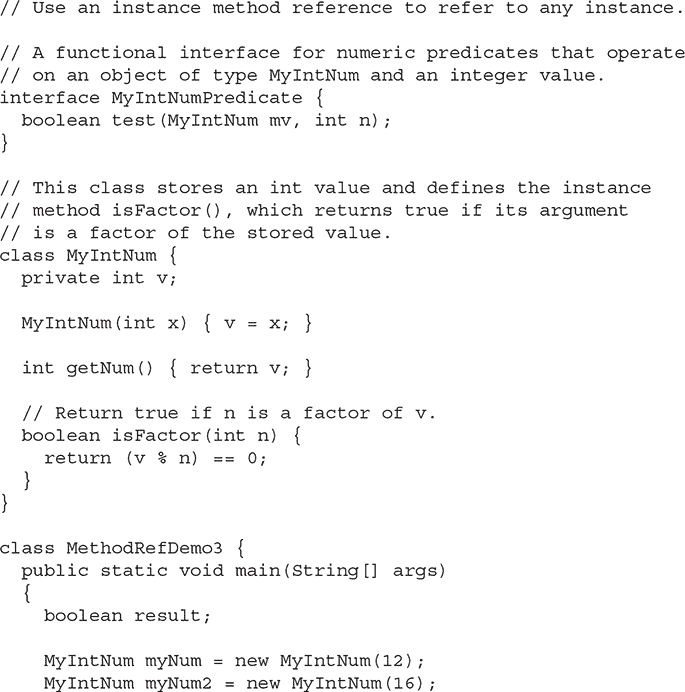 // Use an instance method reference to refer to any instance.

// A functional interface for numeric predicates that operate
// on an object of type MyIntNum and an integer value.
interface MyIntNumPredicate {
  boolean test(MyIntNum mv, int n);
}

// This class stores an int value and defines the instance
// method isFactor(), which returns true if its argument
// is a factor of the stored value.
class MyIntNum {
  private int v;

  MyIntNum(int x) { v = x; }

  int getNum() { return v; }

  // Return true if n is a factor of v.
  boolean isFactor(int n) {
    return (v % n) == 0;
  }
}

class MethodRefDemo3 {
  public static void main(String[] args)
  {
    boolean result;

    MyIntNum myNum = new MyIntNum(12);
    MyIntNum myNum2 = new MyIntNum(16);